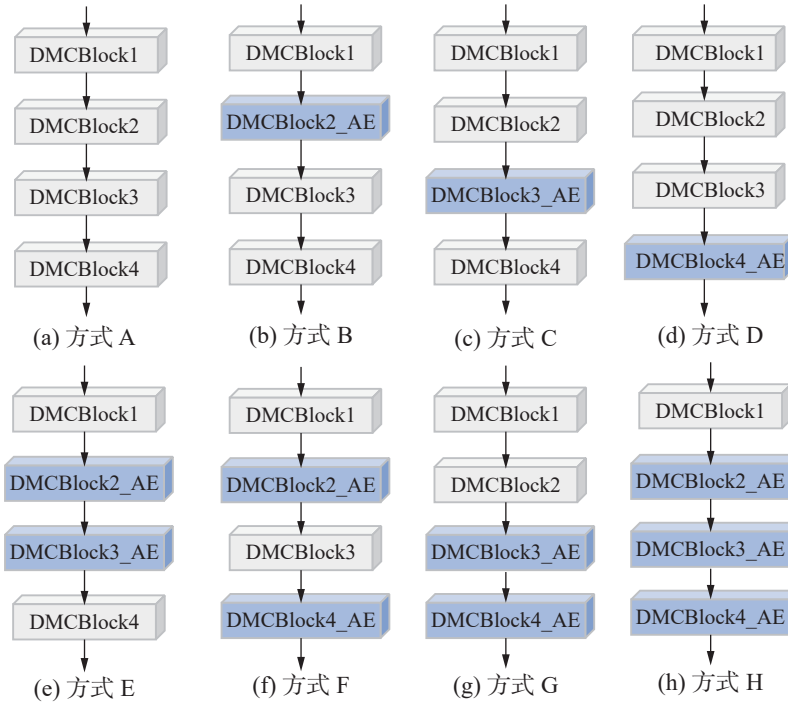 DMCBlock1
DMCBlock2
DMCBlock3
DMCBlock4
(a) 方式 A
DMCBlock1
DMCBlock2_AE
DMCBlock3
DMCBlock4
(b) 方式 B
DMCBlock1
DMCBlock2
DMCBlock3_AE
DMCBlock4
(c) 方式 C
DMCBlock1
DMCBlock2
DMCBlock3
DMCBlock4_AE
(d) 方式 D
DMCBlock1
DMCBlock2_AE
DMCBlock3_AE
DMCBlock4
(e) 方式 E
DMCBlock1
DMCBlock2_AE
DMCBlock3
DMCBlock4_AE
(f) 方式 F
DMCBlock1
DMCBlock2
DMCBlock3_AE
DMCBlock4_AE
(g) 方式 G
DMCBlock1
DMCBlock2_AE
DMCBlock3_AE
DMCBlock4_AE
(h) 方式 H